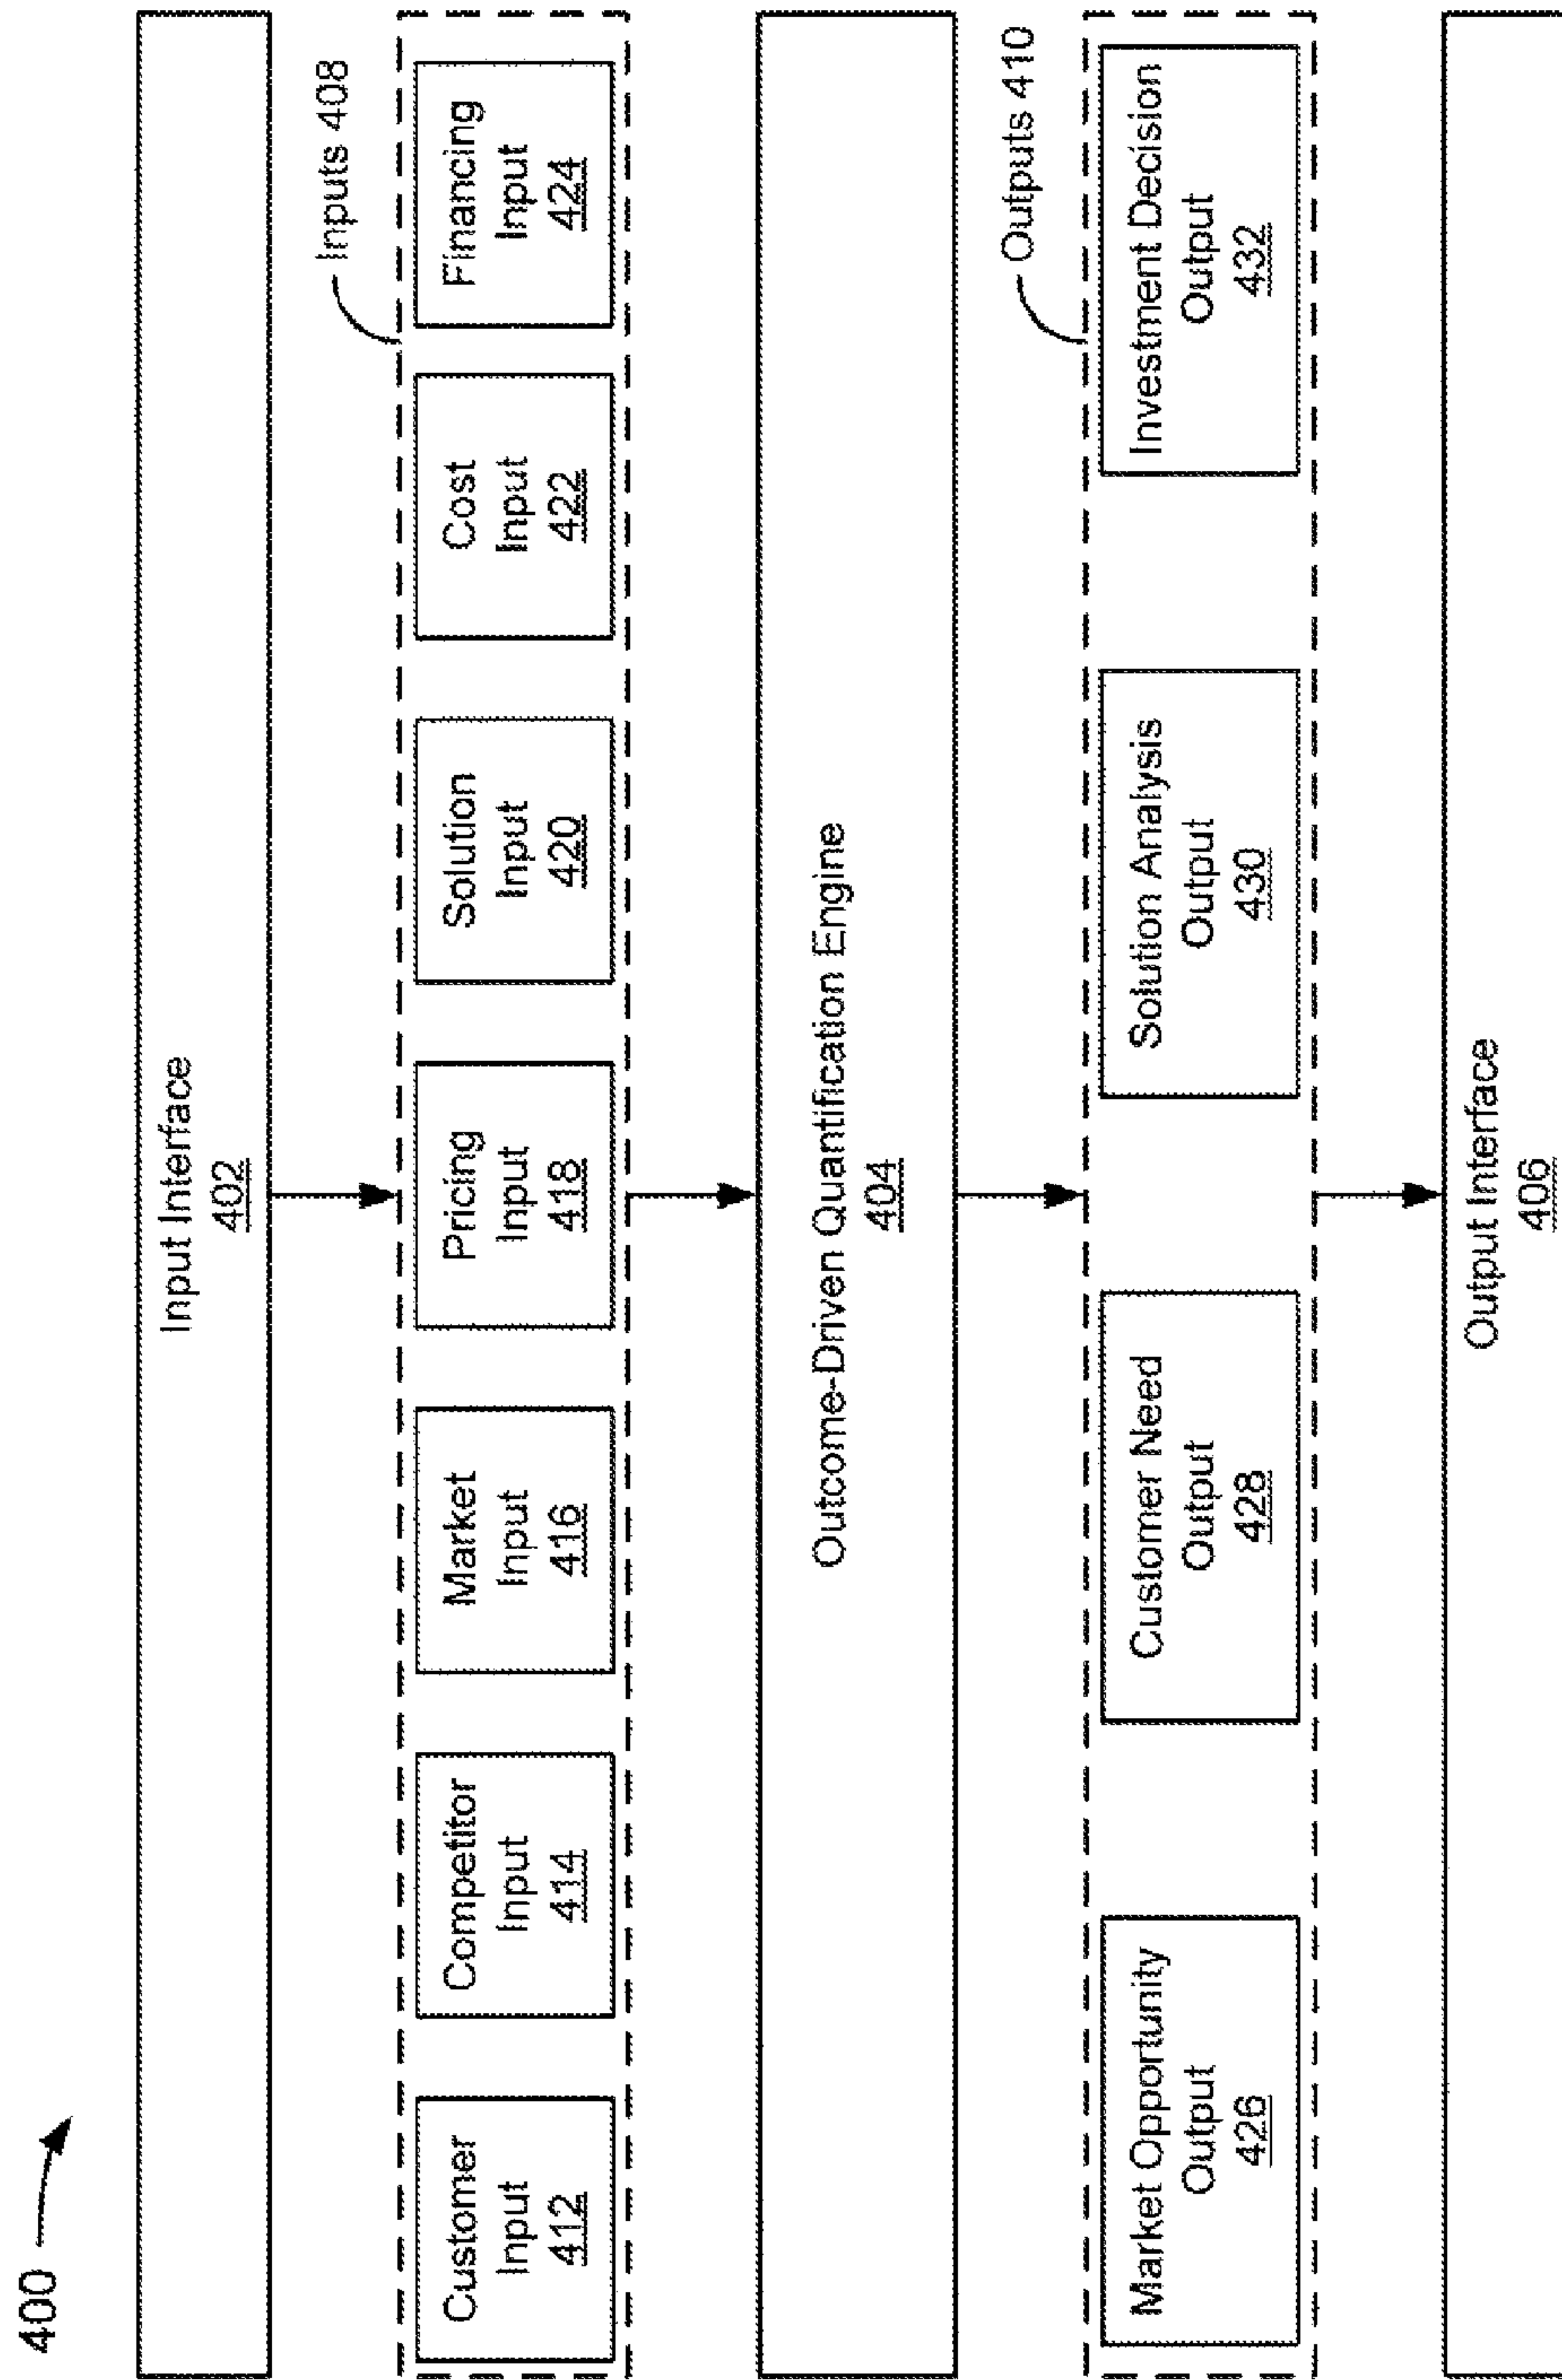 400
Input Interface
402
Inputs 408
Customer
Input
412
Competitor
Input
414
Market
Input
416
Pricing
Input
418
Solution
Input
420
Cost
Input
422
Financing
Input
424
Outcome-Driven Quantification Engine
404
Outputs 410
Market Opportunity
Output
426
Customer Need
Output
428
Solution Analysis
Output
430
Investment Decision
Output
432
Output Interface
406